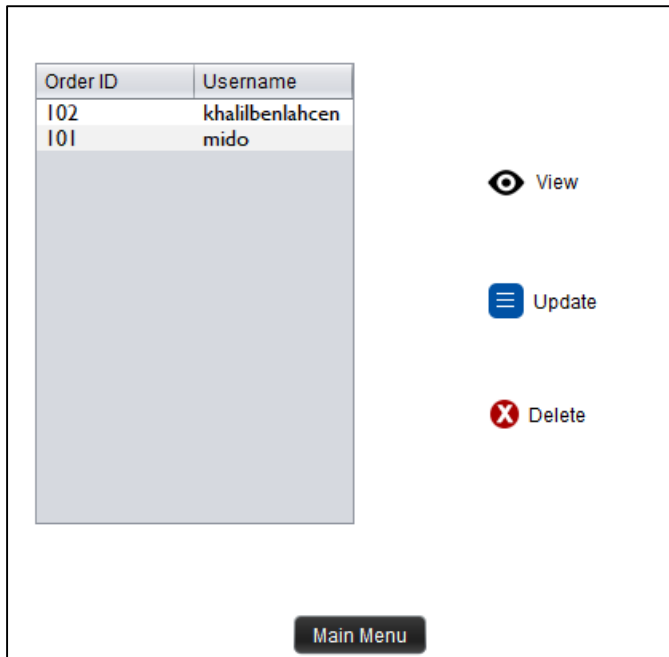 Order ID Username
102 khalilbenlahcen
101 mido
View
Update
Delete
Main Menu